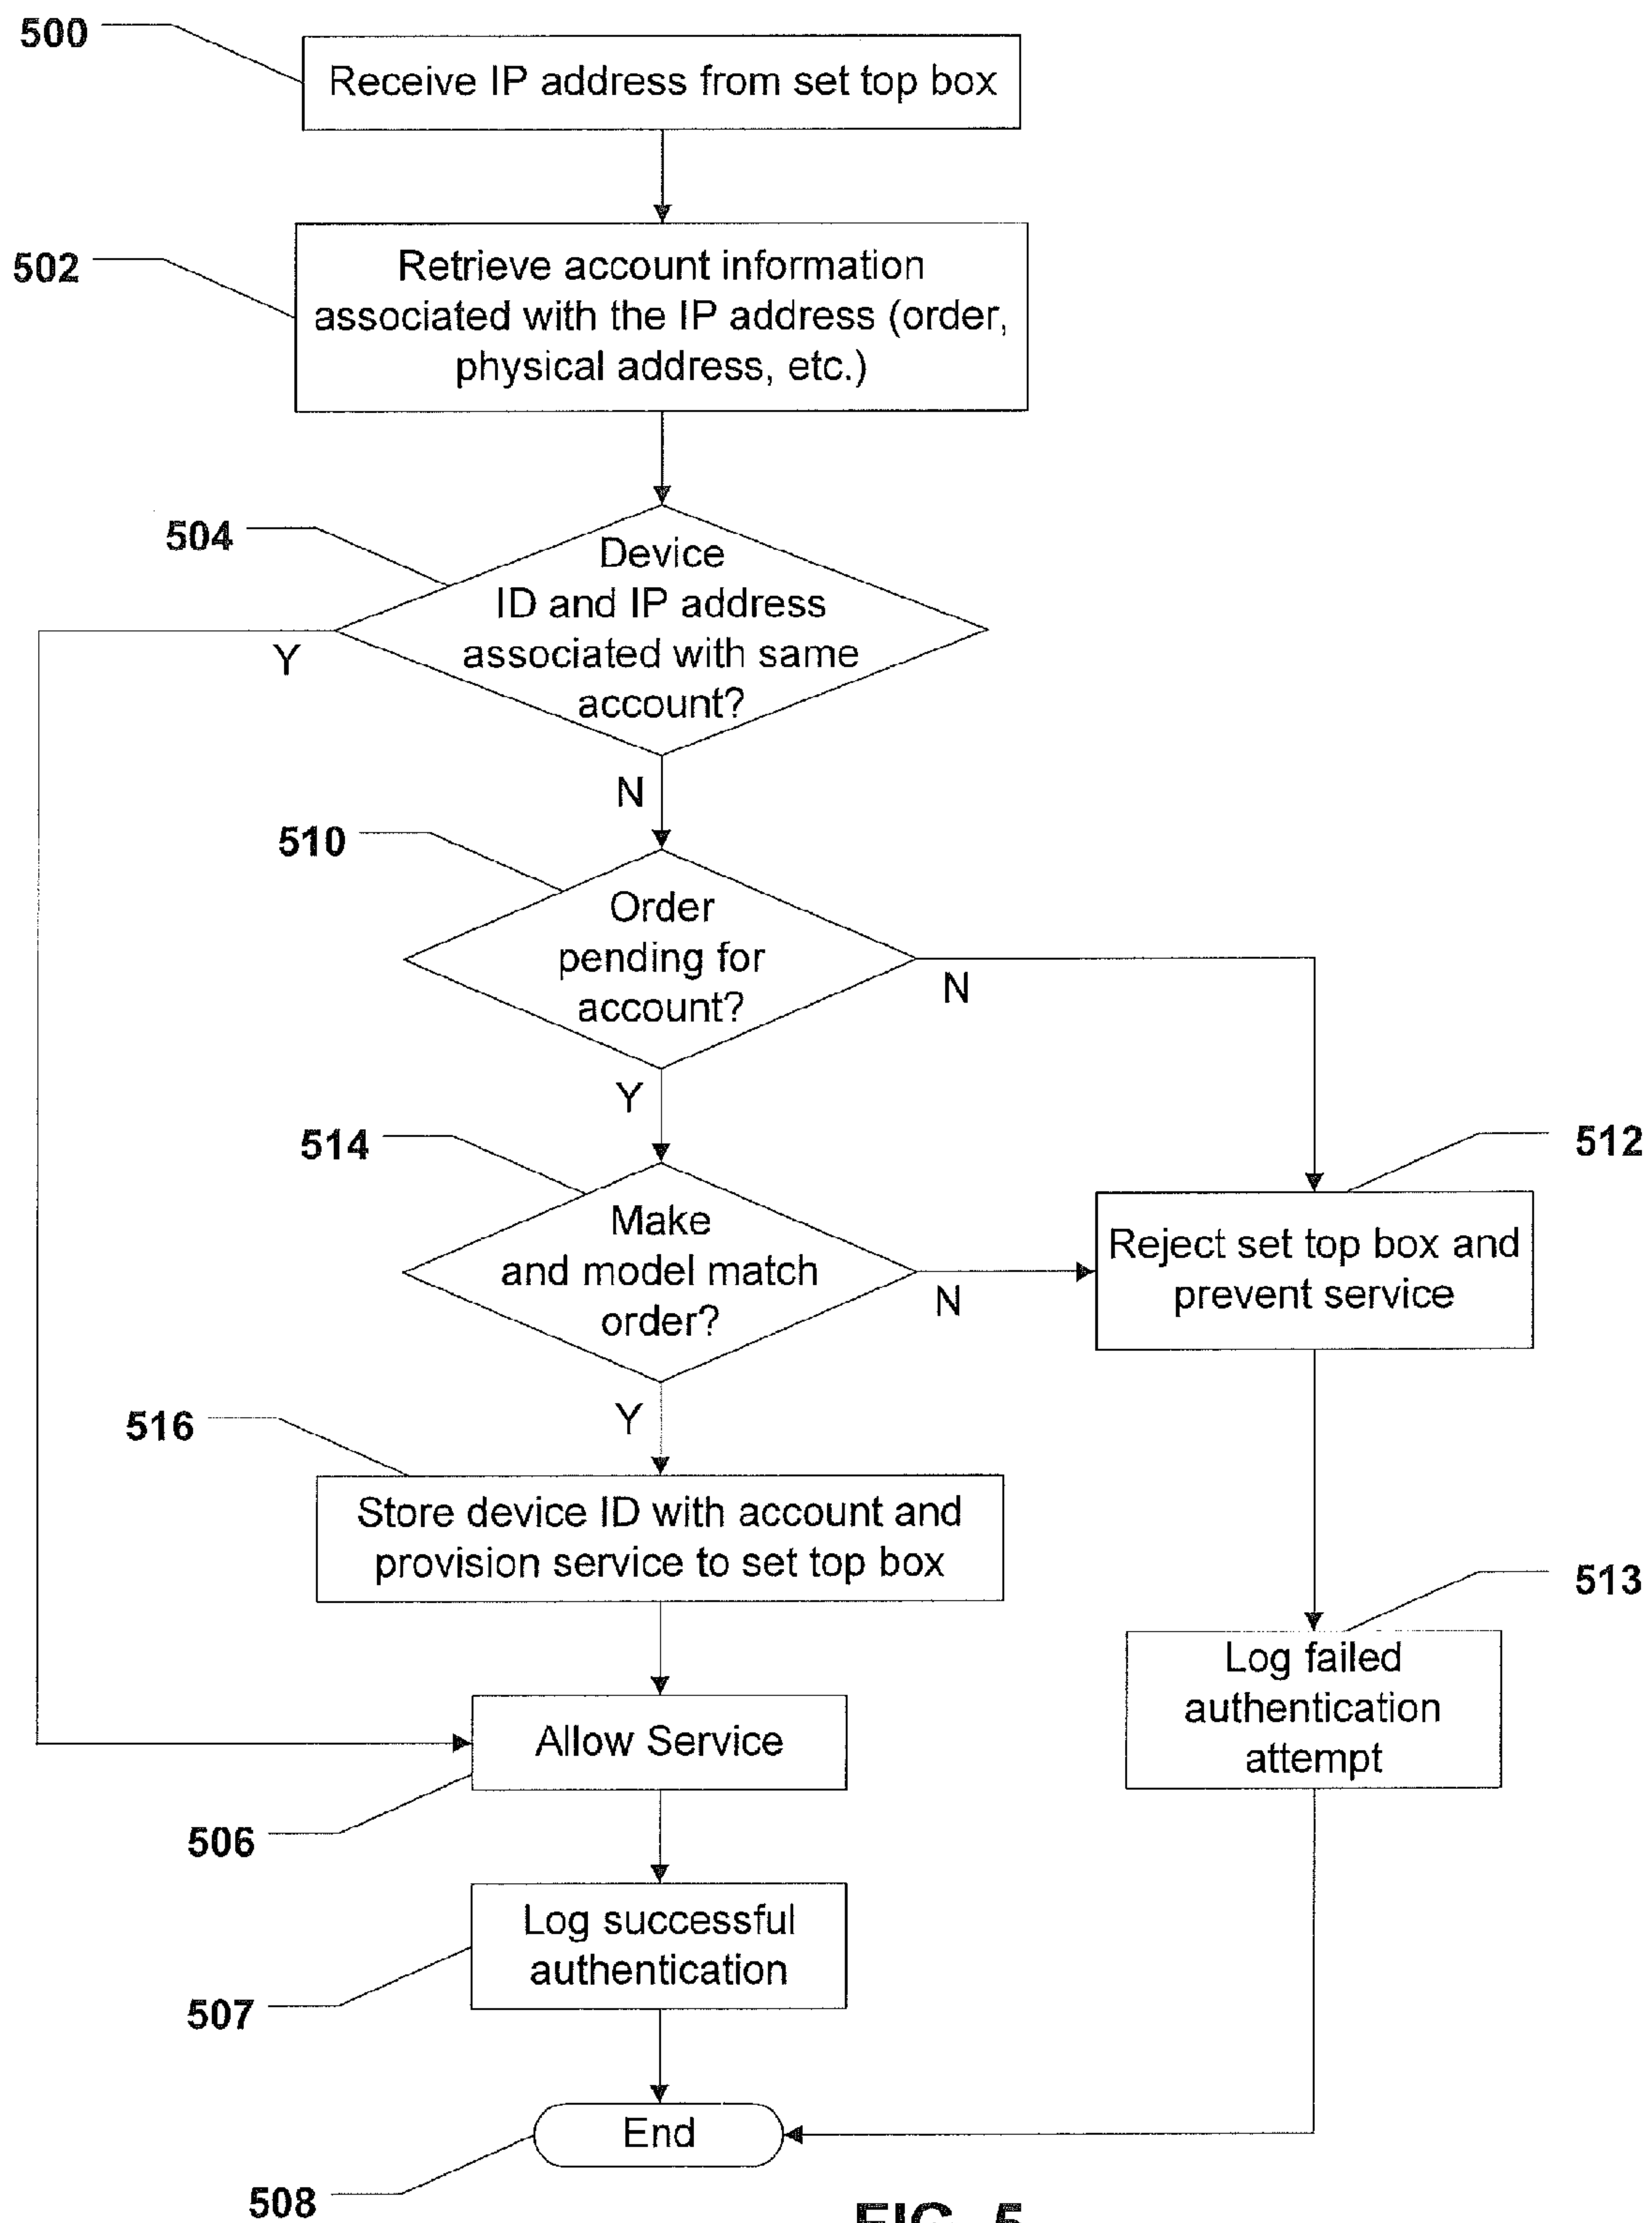 500
Receive IP address from set top box
502
Retrieve account information
associated with the IP address (order,
physical address, etc.)
504
Device
ID and IP address
associated with same
account?
Y
N
510
Order
pending for
account?
N
Y
514
Make
and model match
order?
N
Y
512
Reject set top box and
prevent service
516
Store device ID with account and
provision service to set top box
513
Log failed
authentication
attempt
Allow Service
506
Log successful
authentication
507
End
508
FIG. 5